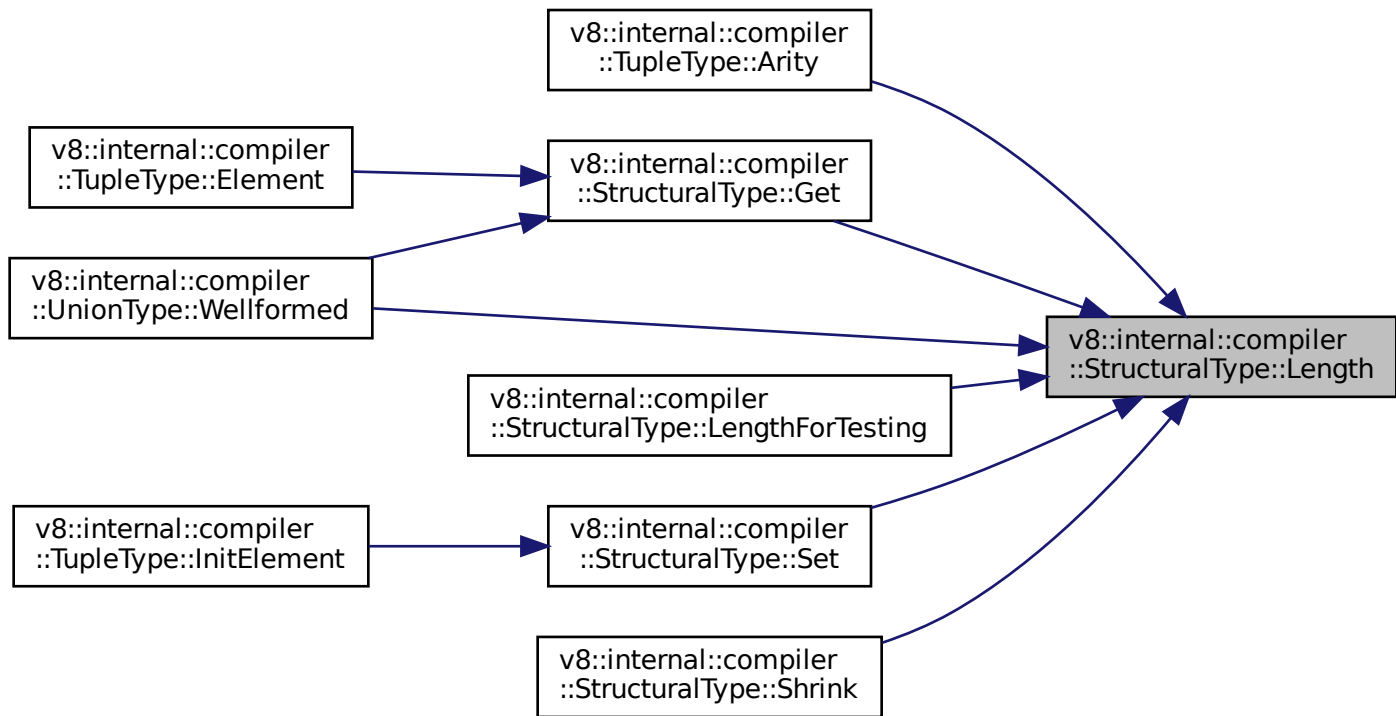 v8::internal::compiler
::TupleType::Arity
v8::internal::compiler
::TupleType::Element
v8::internal::compiler
::StructuralType::Get
v8::internal::compiler
::UnionType::Wellformed
v8::internal::compiler
::StructuralType::Length
v8::internal::compiler
::StructuralType::LengthForTesting
v8::internal::compiler
::TupleType::InitElement
v8::internal::compiler
::StructuralType::Set
v8::internal::compiler
::StructuralType::Shrink